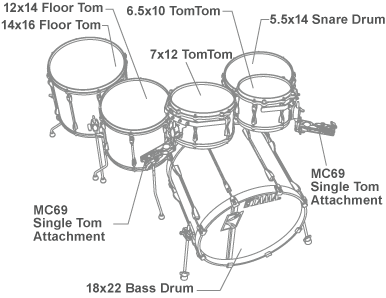 12x14 Floor Tom
6.5x10 TomTom
14x16 Floor Tom
5.5x14 Snare Drum
7x12 TomTom
MC69
Single Tom
Attachment
MC69
Single Tom
Attachment
TAMA
18x22 Bass Drum